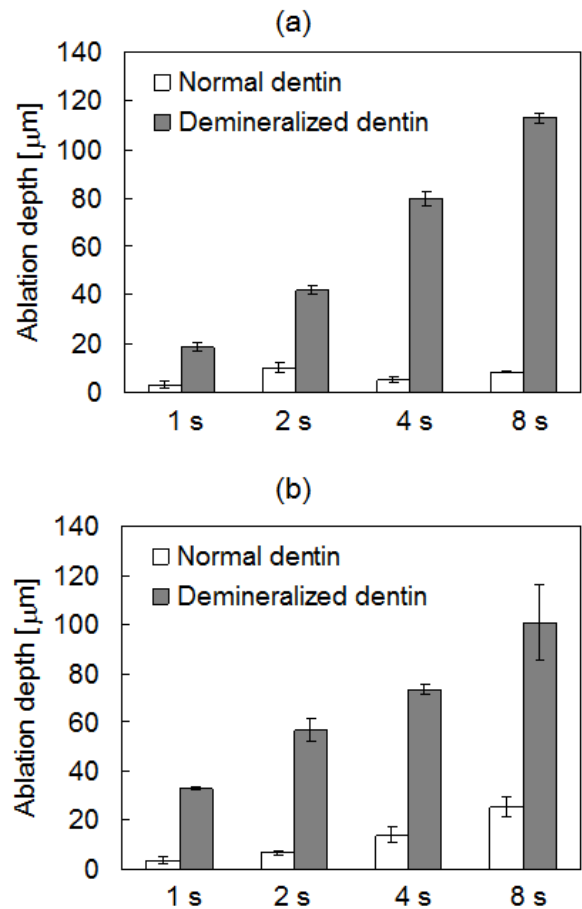 (a)
Ablation depth [μm]
140
120
100
80
60
40
20
0
Normal dentin
Demineralized dentin
1 s 2 s 4 s 8 s
(b)
Ablation depth [μm]
140
120
100
80
60
40
20
0
Normal dentin
Demineralized dentin
1 s 2 s 4 s 8 s